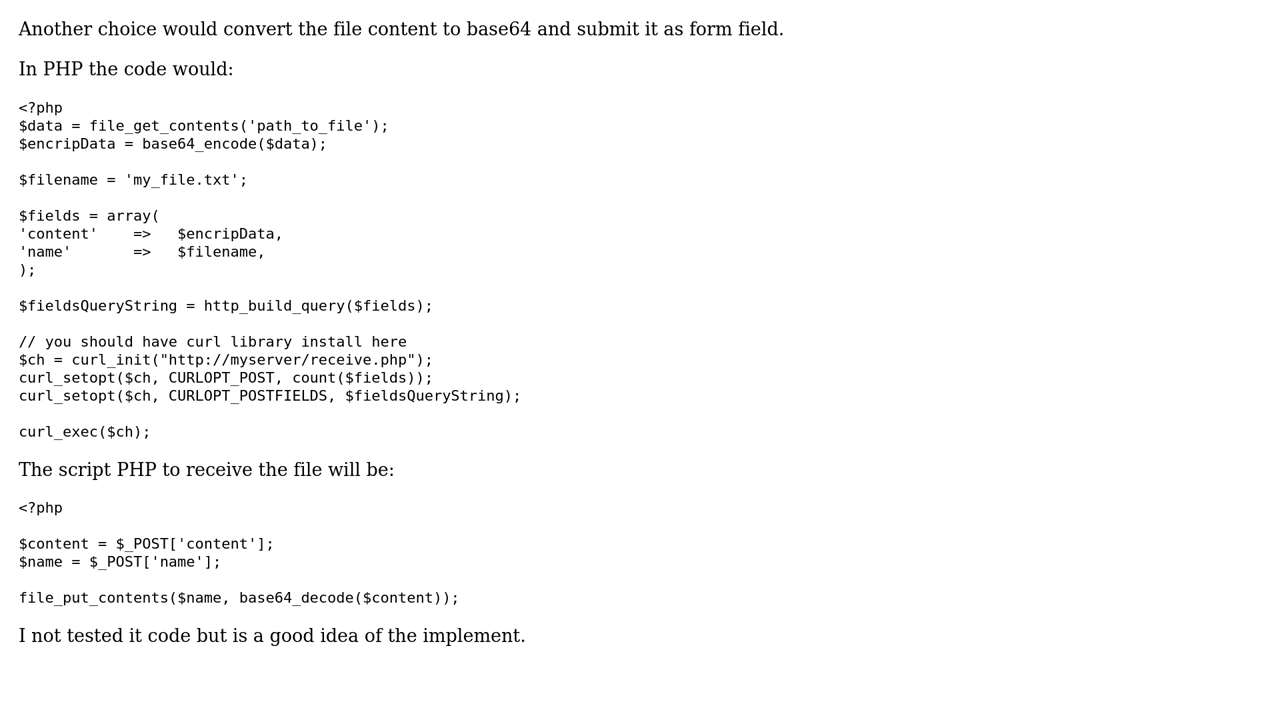 Another choice would convert the file content to base64 and submit it as form field.
In PHP the code would:
<?php
$data = file_get_contents('path_to_file');
$encripData = base64_encode($data);
$filename = 'my_file.txt';
$fields = array(
'content'    =>   $encripData,
'name'       =>   $filename,
);
$fieldsQueryString = http_build_query($fields);
// you should have curl library install here
$ch = curl_init("http://myserver/receive.php");
curl_setopt($ch, CURLOPT_POST, count($fields));
curl_setopt($ch, CURLOPT_POSTFIELDS, $fieldsQueryString);
curl_exec($ch);
The script PHP to receive the file will be:
<?php
$content = $_POST['content'];
$name = $_POST['name'];
file_put_contents($name, base64_decode($content));
I not tested it code but is a good idea of the implement.